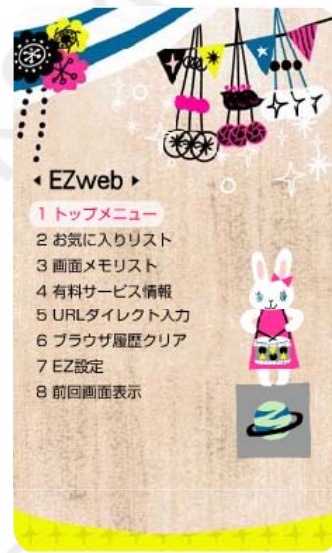 EZweb
1 トップメニュー
2 お気に入りリスト
3 画面メモリスト
4 有料サービス情報
5 URLダイレクト入力
6 ブラウザ履歴クリア
7 EZ設定
8 前回画面表示